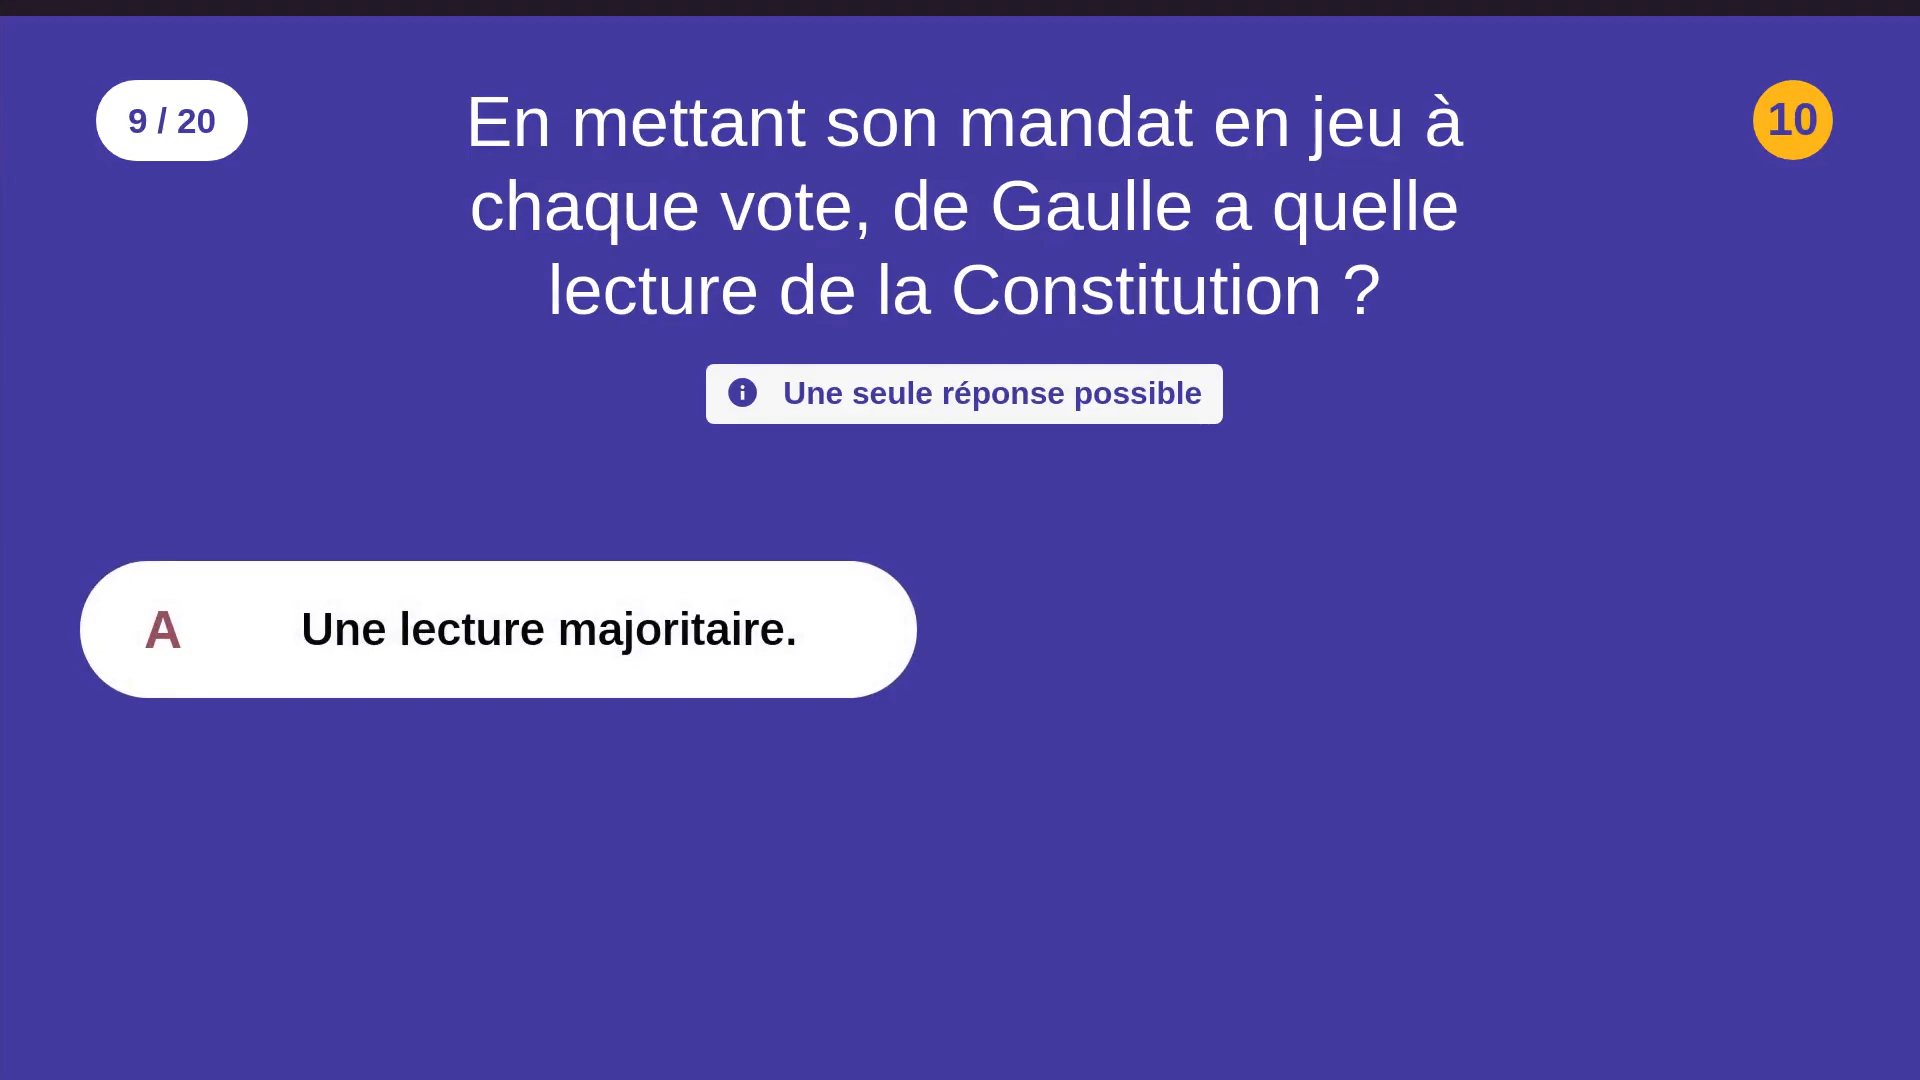 9 / 20
En mettant son mandat en jeu à
chaque vote, de Gaulle a quelle
lecture de la Constitution ?
10
Une seule réponse possible
A Une lecture majoritaire.